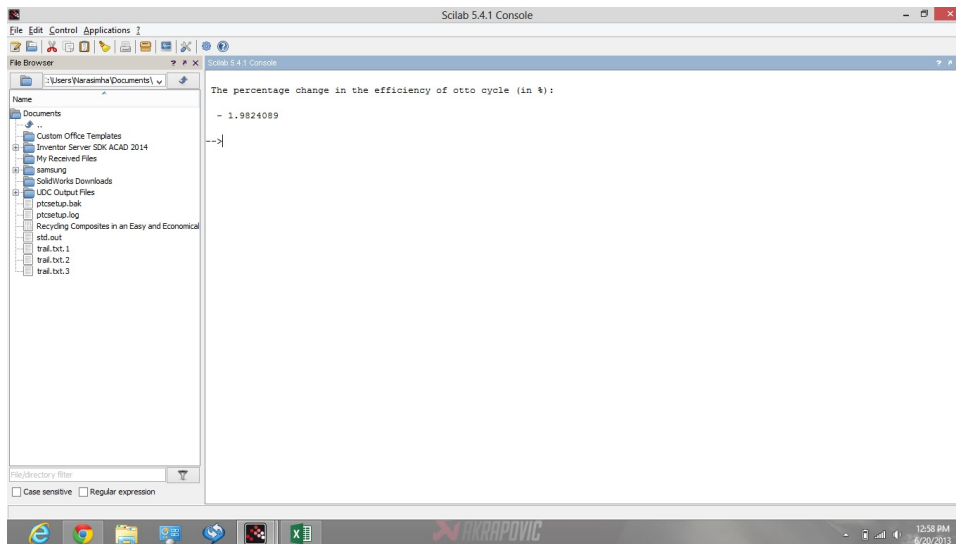 Scilab 5.4.1 Console
File Edit Control Applications ?
File Browser
Scilab 5.4.1 Console
:\Users\Narasimha\Documents\
Name
Documents
..
Custom Office Templates
Inventor Server SDK ACAD 2014
My Received Files
samsung
SolidWorks Downloads
UDC Output Files
ptcsetup.bak
ptcsetup.log
Recycling Composites in an Easy and Economical
std.out
trail.txt.1
trail.txt.2
trail.txt.3
The percentage change in the efficiency of otto cycle (in %):
- 1.9824089
-->
File/directory filter
Case sensitive Regular expression
AKRAPOVIC
12:58 PM
6/20/2013